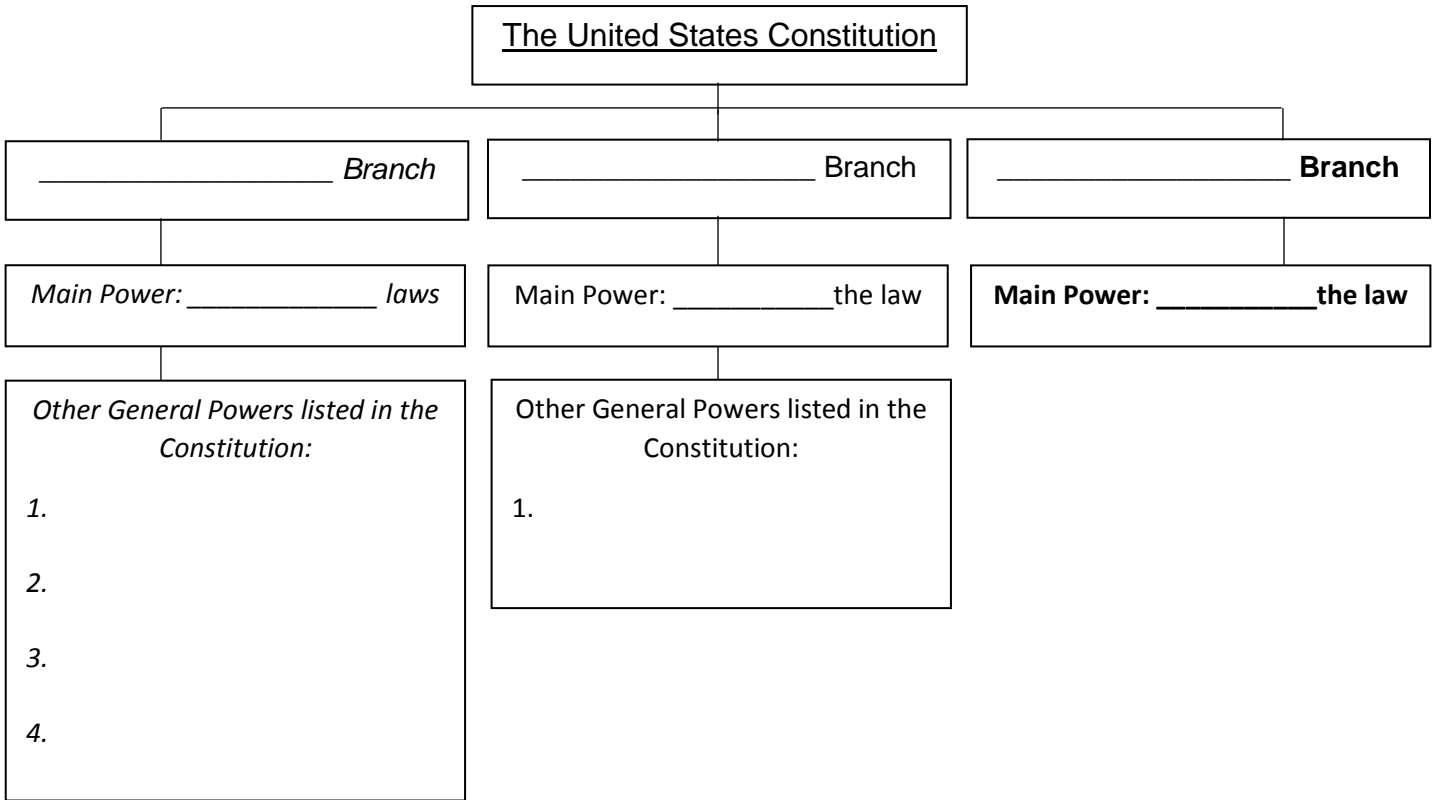 The United States Constitution
__________________ Branch
__________________ Branch
__________________ Branch
Main Power: _____________ laws
Main Power: ___________the law
Main Power: ___________the law
Other General Powers listed in the
Constitution:
1.
2.
3.
4.
Other General Powers listed in the
Constitution:
1.